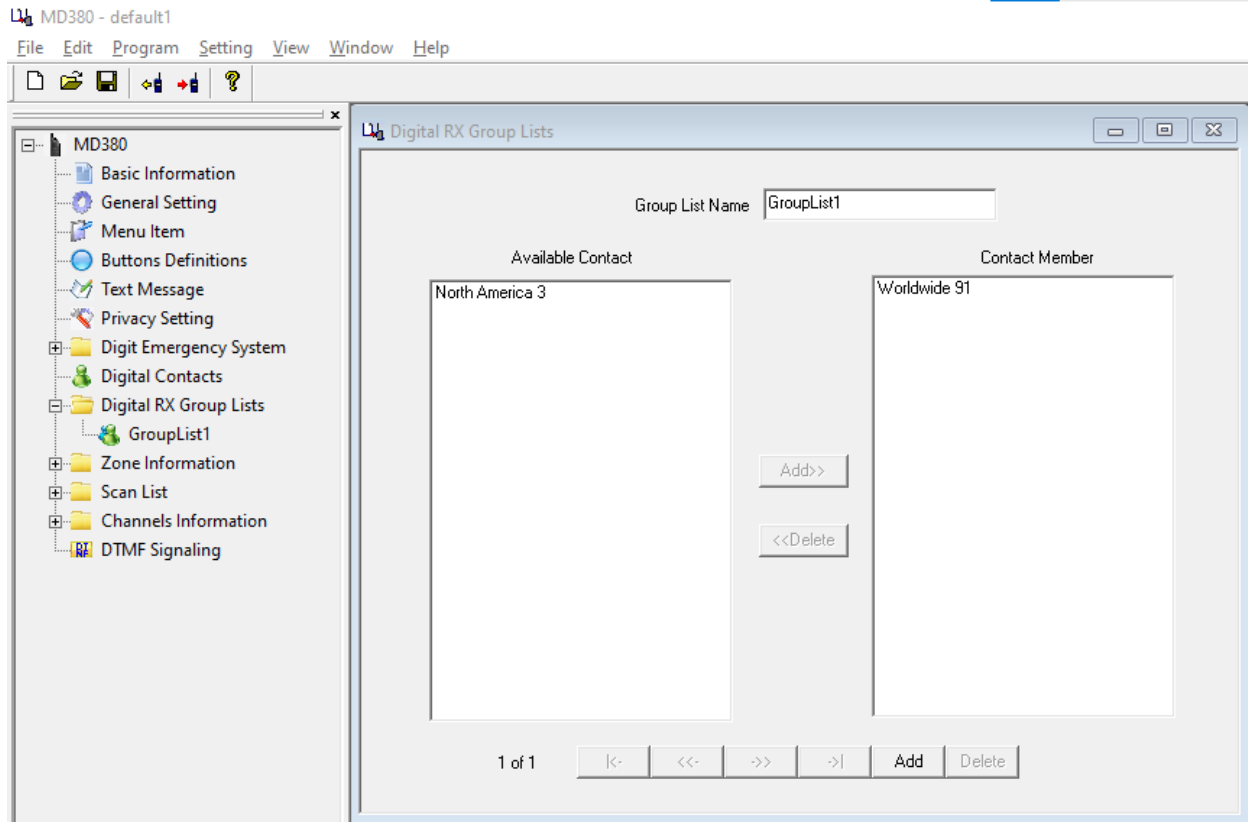 MD380 - default1
File Edit Program Setting View Window Help
MD380
Basic Information
General Setting
Menu Item
Buttons Definitions
Text Message
Privacy Setting
Digit Emergency System
Digital Contacts
Digital RX Group Lists
GroupList1
Zone Information
Scan List
Channels Information
DTMF Signaling
Digital RX Group Lists
Group List Name GroupList1
Available Contact
North America 3
Contact Member
Worldwide 91
Add>>
<<Delete
1 of 1 |<- <<- ->> ->| Add Delete